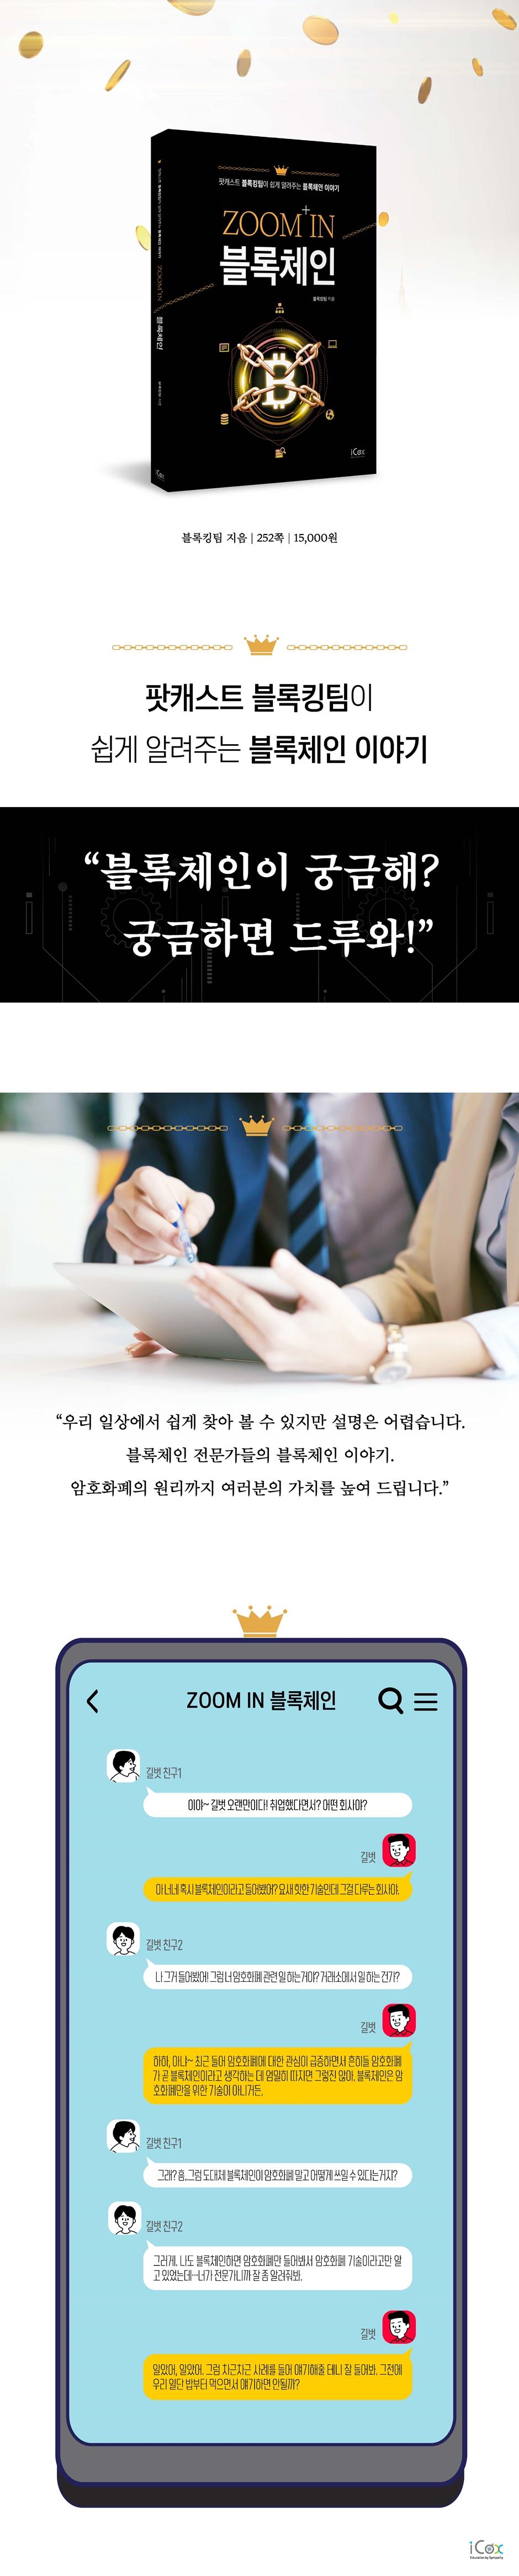 팟캐스트 블록킹팀이 쉽게 알려주는 블록체인 이야기
ZOOM IN
블록체인
블록킹팀 지음
iCox
블록킹팀 지음 | 252쪽 | 15,000원
팟캐스트 블록킹팀이
쉽게 알려주는 블록체인 이야기
“블록체인이 궁금해?
궁금하면 드루와!”
“우리 일상에서 쉽게 찾아 볼 수 있지만 설명은 어렵습니다.
블록체인 전문가들의 블록체인 이야기.
암호화폐의 원리까지 여러분의 가치를 높여 드립니다.”
ZOOM IN 블록체인
길벗 친구1
이야~ 길벗 오랜만이다! 취업했다면서? 어떤 회사야?
길벗
아 너네 혹시 블록체인이라고 들어봤어? 요새 핫한 기술인데 그걸 다루는 회사야.
길벗 친구2
나 그거 들어봤어! 그럼 너 암호화폐 관련 일 하는거야? 거래소에서 일 하는건가?
길벗
하하, 아냐~ 최근 들어 암호화폐에 대한 관심이 급증하면서 흔히들 암호화폐
가 곧 블록체인이라고 생각하는 데 엄밀히 따지면 그렇진 않아. 블록체인은 암
호화폐만을 위한 기술이 아니거든.
길벗 친구1
그래? 흠..그럼 도대체 블록체인이 암호화폐 말고 어떻게 쓰일 수 있다는거지?
길벗 친구2
그러게. 나도 블록체인하면 암호화폐만 들어봐서 암호화폐 기술이라고만 알
고 있었는데…너가 전문가니까 잘 좀 알려줘봐.
길벗
알았어, 알았어. 그럼 차근차근 사례를 들어 얘기해줄 테니 잘 들어봐. 그전에
우리 일단 밥부터 먹으면서 얘기하면 안될까?
iCox